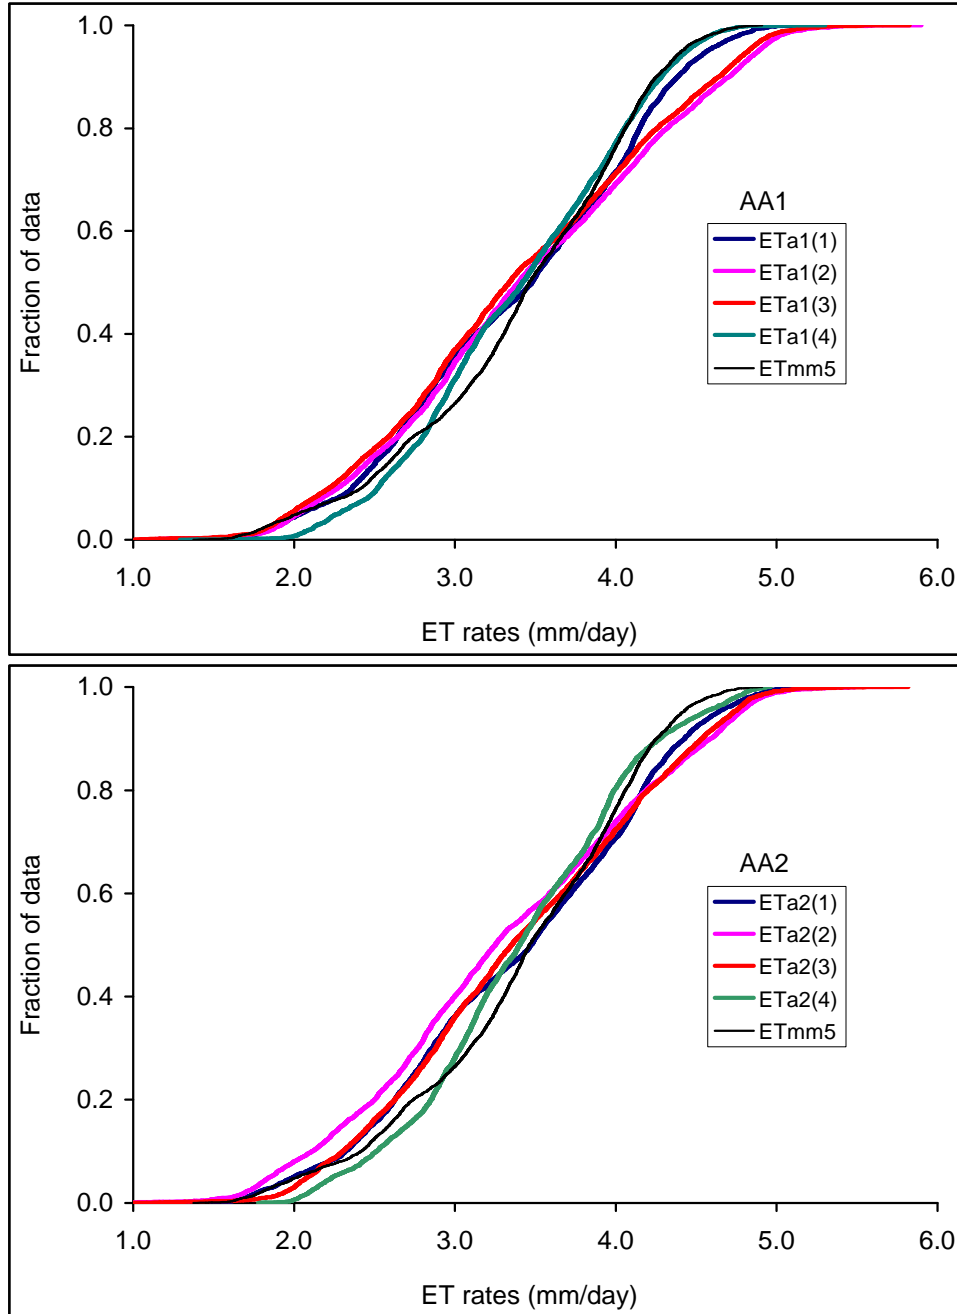 1.0
0.8
0.6
0.4
0.2
0.0
Fraction of data
AA1
ETa1(1)
ETa1(2)
ETa1(3)
ETa1(4)
ETmm5
1.0 2.0 3.0 4.0 5.0 6.0
ET rates (mm/day)
1.0
0.8
0.6
0.4
0.2
0.0
Fraction of data
AA2
ETa2(1)
ETa2(2)
ETa2(3)
ETa2(4)
ETmm5
1.0 2.0 3.0 4.0 5.0 6.0
ET rates (mm/day)